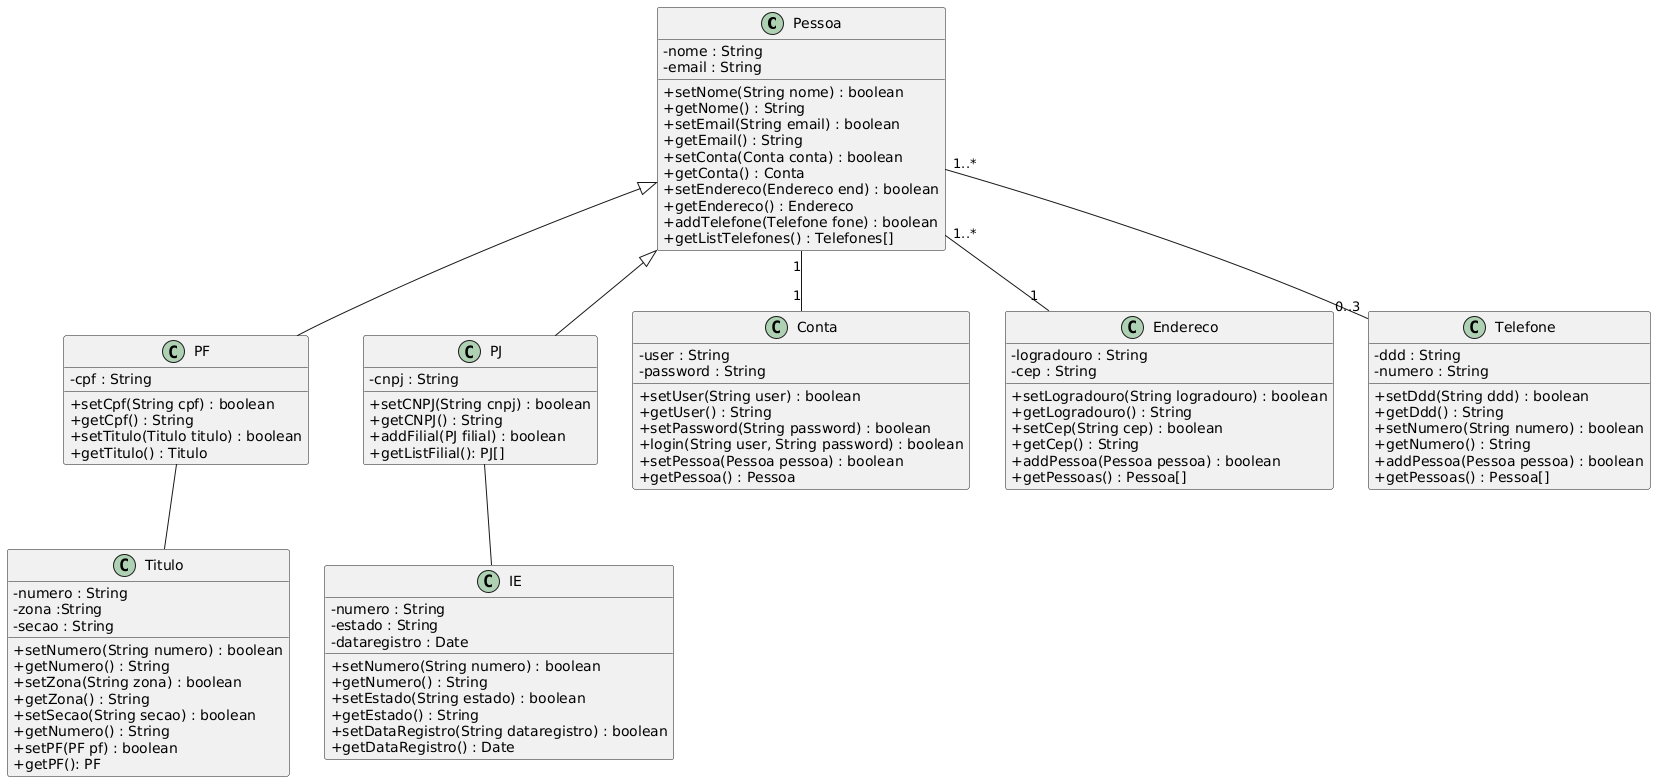 C Pessoa
-nome : String
-email : String
+setNome(String nome) : boolean
+getNome() : String
+setEmail(String email) : boolean
+getEmail() : String
+setConta(Conta conta) : boolean
+getConta() : Conta
+setEndereco(Endereco end) : boolean
+getEndereco() : Endereco
+addTelefone(Telefone fone) : boolean
+getListTelefones() : Telefones[]
1..*
1..*
1
1
1
0..3
C PF
-cpf : String
+setCpf(String cpf) : boolean
+getCpf() : String
+setTitulo(Titulo titulo) : boolean
+getTitulo() : Titulo
C PJ
-cnpj : String
+setCNPJ(String cnpj) : boolean
+getCNPJ() : String
+addFilial(PJ filial) : boolean
+getListFilial(): PJ[]
C Conta
-user : String
-password : String
+setUser(String user) : boolean
+getUser() : String
+setPassword(String password) : boolean
+login(String user, String password) : boolean
+setPessoa(Pessoa pessoa) : boolean
+getPessoa() : Pessoa
C Endereco
-logradouro : String
-cep : String
+setLogradouro(String logradouro) : boolean
+getLogradouro() : String
+setCep(String cep) : boolean
+getCep() : String
+addPessoa(Pessoa pessoa) : boolean
+getPessoas() : Pessoa[]
C Telefone
-ddd : String
-numero : String
+setDdd(String ddd) : boolean
+getDdd() : String
+setNumero(String numero) : boolean
+getNumero() : String
+addPessoa(Pessoa pessoa) : boolean
+getPessoas() : Pessoa[]
C Titulo
-numero : String
-zona :String
-secao : String
+setNumero(String numero) : boolean
+getNumero() : String
+setZona(String zona) : boolean
+getZona() : String
+setSecao(String secao) : boolean
+getNumero() : String
+setPF(PF pf) : boolean
+getPF(): PF
C IE
-numero : String
-estado : String
-dataregistro : Date
+setNumero(String numero) : boolean
+getNumero() : String
+setEstado(String estado) : boolean
+getEstado() : String
+setDataRegistro(String dataregistro) : boolean
+getDataRegistro() : Date